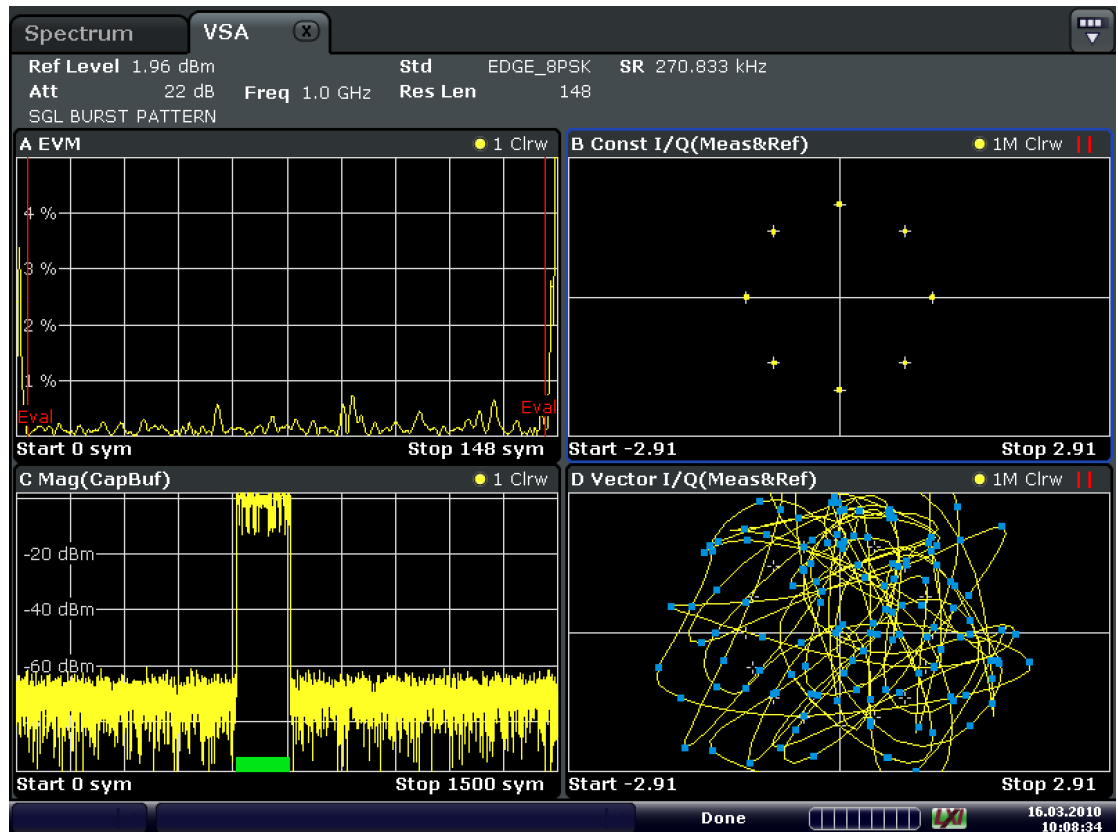 Spectrum VSA X
Ref Level 1.96 dBm Std EDGE_8PSK SR 270.833 kHz
Att 22 dB Freq 1.0 GHz Res Len 148
SGL BURST PATTERN
A EVM 1 Clrw
4 %
3 %
2 %
1 %
Eval Eval
Start 0 sym Stop 148 sym
B Const I/Q(Meas&Ref) 1M Clrw
Start -2.91 Stop 2.91
C Mag(CapBuf) 1 Clrw
-20 dBm
-40 dBm
-60 dBm
Start 0 sym Stop 1500 sym
D Vector I/Q(Meas&Ref) 1M Clrw
Start -2.91 Stop 2.91
Done LXI 16.03.2010
10:08:34